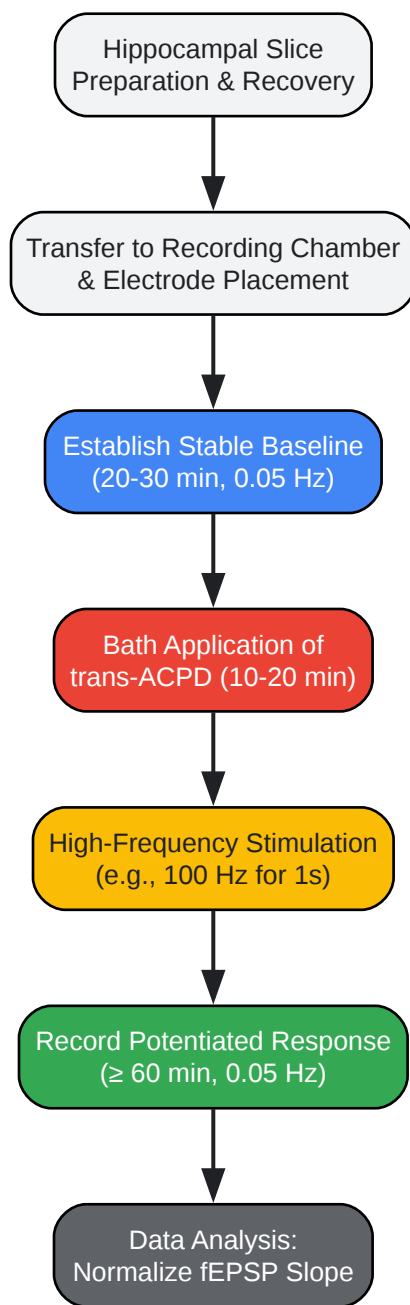 Hippocampal Slice
Preparation & Recovery
Transfer to Recording Chamber
& Electrode Placement
Establish Stable Baseline
(20-30 min, 0.05 Hz)
Bath Application of
trans-ACPD (10-20 min)
High-Frequency Stimulation
(e.g., 100 Hz for 1s)
Record Potentiated Response
(≥ 60 min, 0.05 Hz)
Data Analysis:
Normalize fEPSP Slope